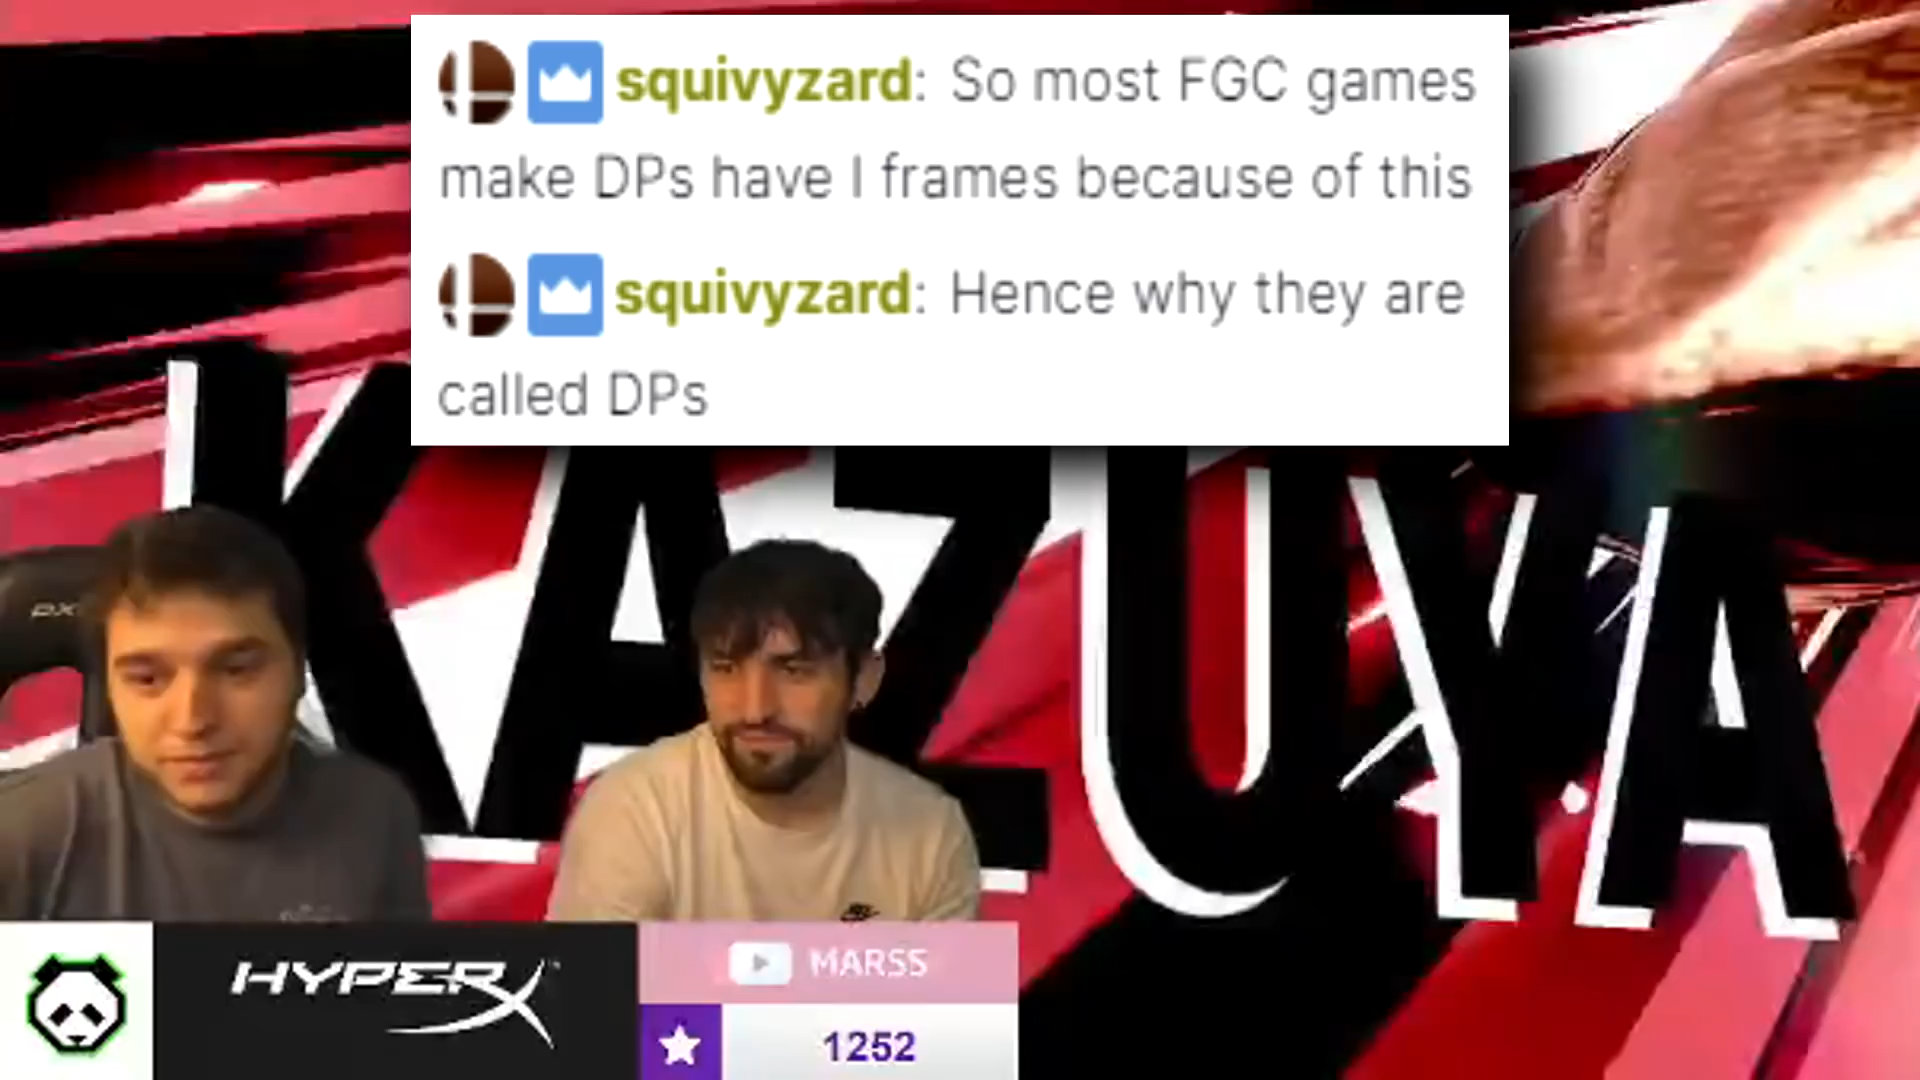 squivyzard: So most FGC games
make DPs have I frames because of this
squivyzard: Hence why they are
called DPs
KAZUYA
HYPERX
MARSS
1252